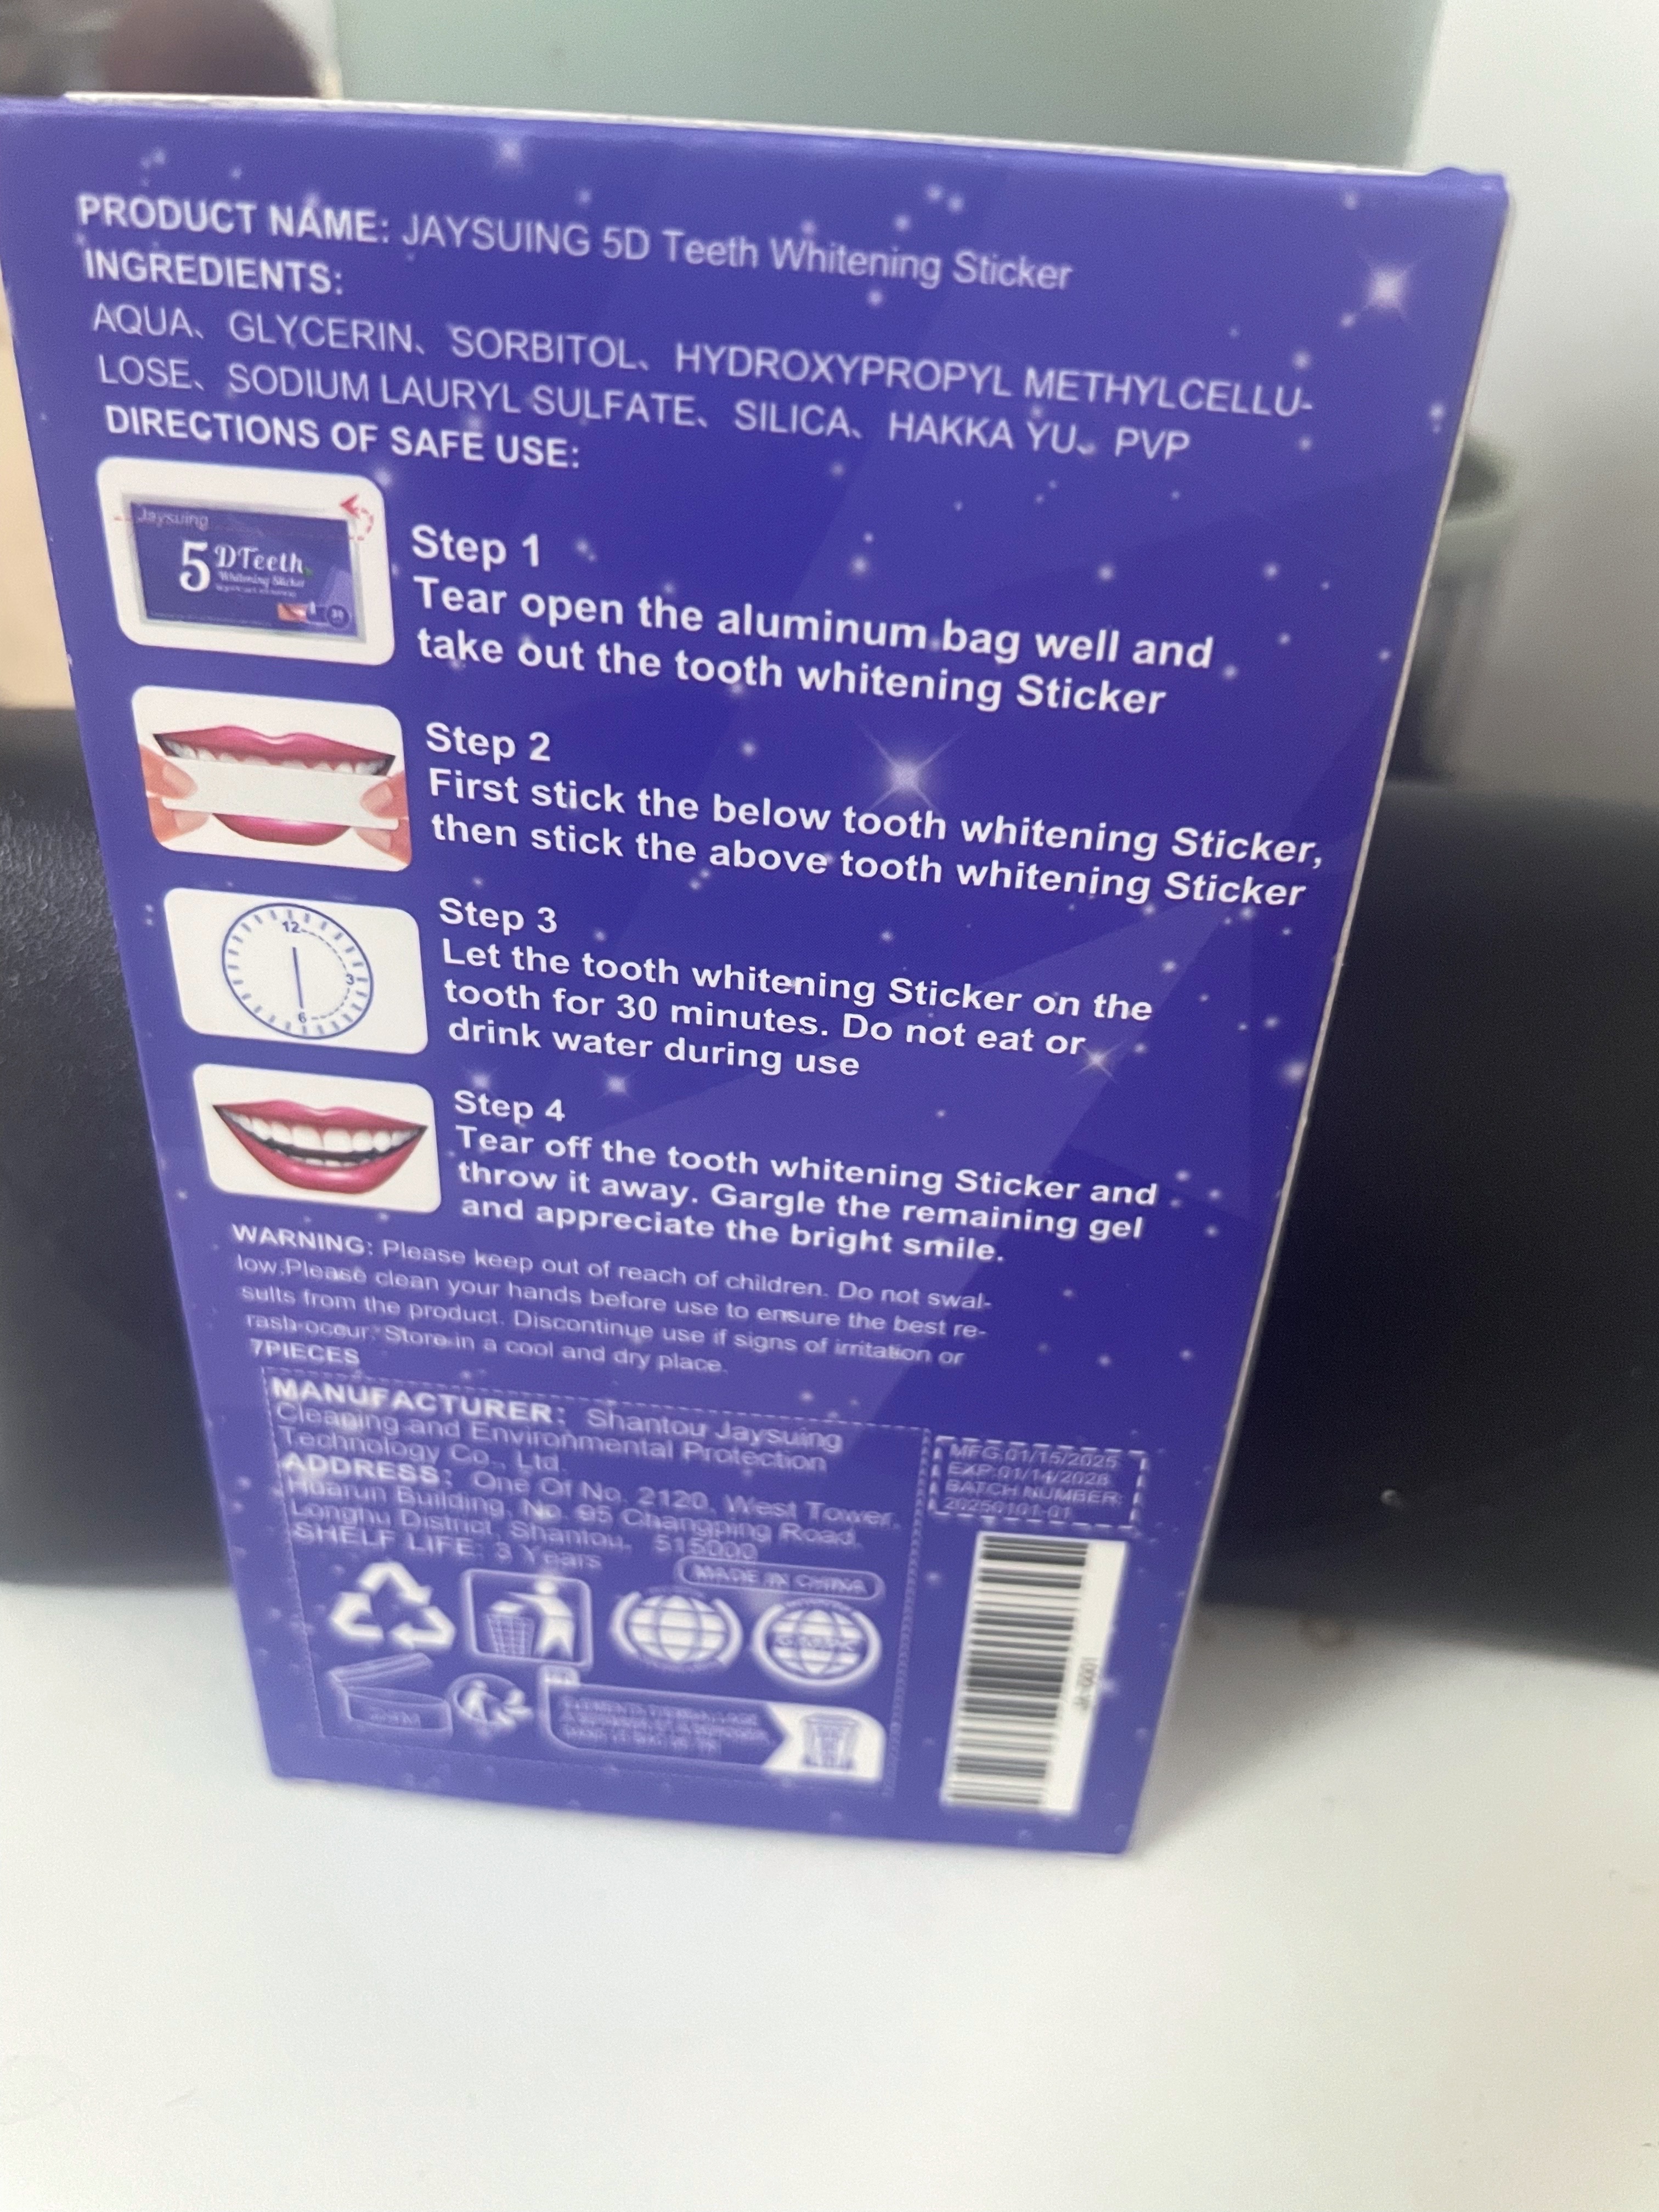 PRODUCT NAME: JAYSUING 5D Teeth Whitening Sticker
INGREDIENTS:
AQUA、GLYCERIN、SORBITOL、HYDROXYPROPYL METHYLCELLU-
LOSE、SODIUM LAURYL SULFATE、SILICA、HAKKA YU、PVP
DIRECTIONS OF SAFE USE:
Jaysuing
5DTeeth
Whitening Sticker
30
Step 1
Tear open the aluminum bag well and
take out the tooth whitening Sticker
Step 2
First stick the below tooth whitening Sticker,
then stick the above tooth whitening Sticker
12
3
6
Step 3
Let the tooth whitening Sticker on the
tooth for 30 minutes. Do not eat or
drink water during use
Step 4
Tear off the tooth whitening Sticker and
throw it away. Gargle the remaining gel
and appreciate the bright smile.
WARNING: Please keep out of reach of children. Do not swal-
low.Please clean your hands before use to ensure the best re-
sults from the product. Discontinue use if signs of irritation or
rash occur. Store in a cool and dry place.
7PIECES
MANUFACTURER: Shantou Jaysuing
Cleaning and Environmental Protection
Technology Co., Ltd.
ADDRESS: One Of No. 2120, West Tower,
Huarun Building, No. 95 Changping Road,
Longhu District, Shantou, 515000
SHELF LIFE: 3 Years
MADE IN CHINA
MFG:01/15/2025
EXP:01/14/2028
BATCH NUMBER:
20250101-01